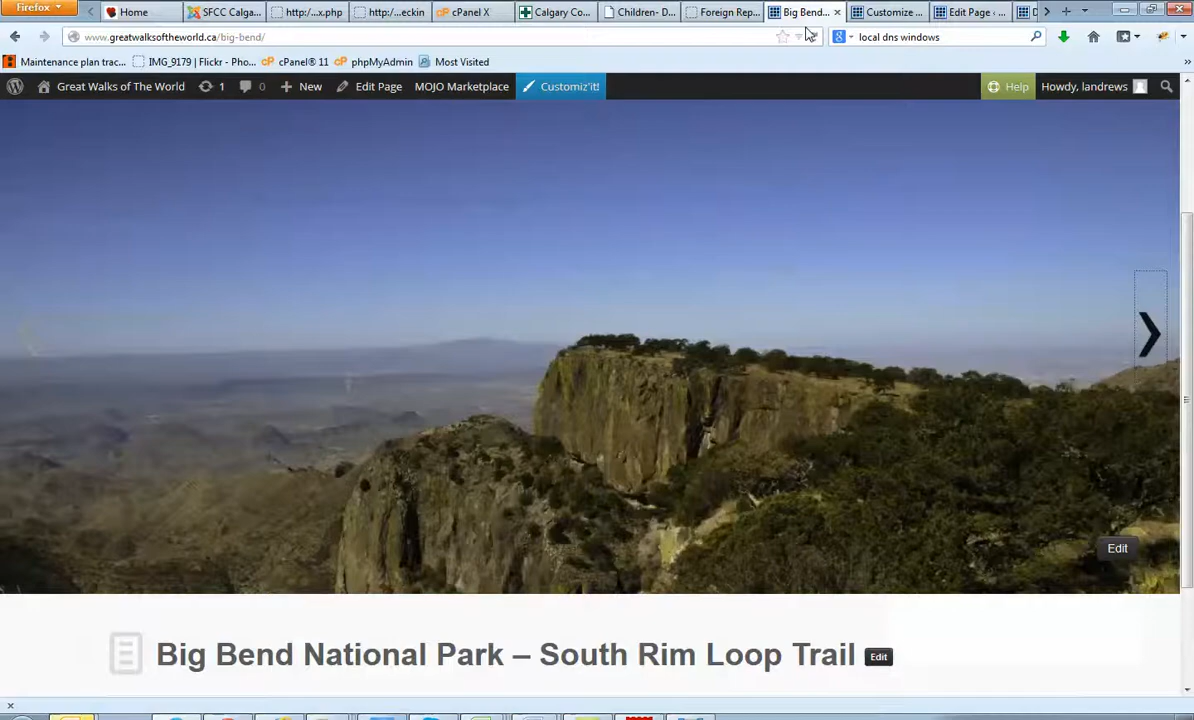 Firefox
Home
SFCC Calga...
http:/...x.php
http:/...eckin
cPanel X
Calgary Co...
Children- D...
Foreign Rep...
Big Bend...
Customize ...
Edit Page ‹ ...
www.greatwalksoftheworld.ca/big-bend/
local dns windows
Maintenance plan trac...
IMG_9179 | Flickr - Pho...
cPanel® 11
phpMyAdmin
Most Visited
Great Walks of The World
1
0
New
Edit Page
MOJO Marketplace
Customiz'it!
Help
Howdy, landrews
Edit
Big Bend National Park – South Rim Loop Trail Edit